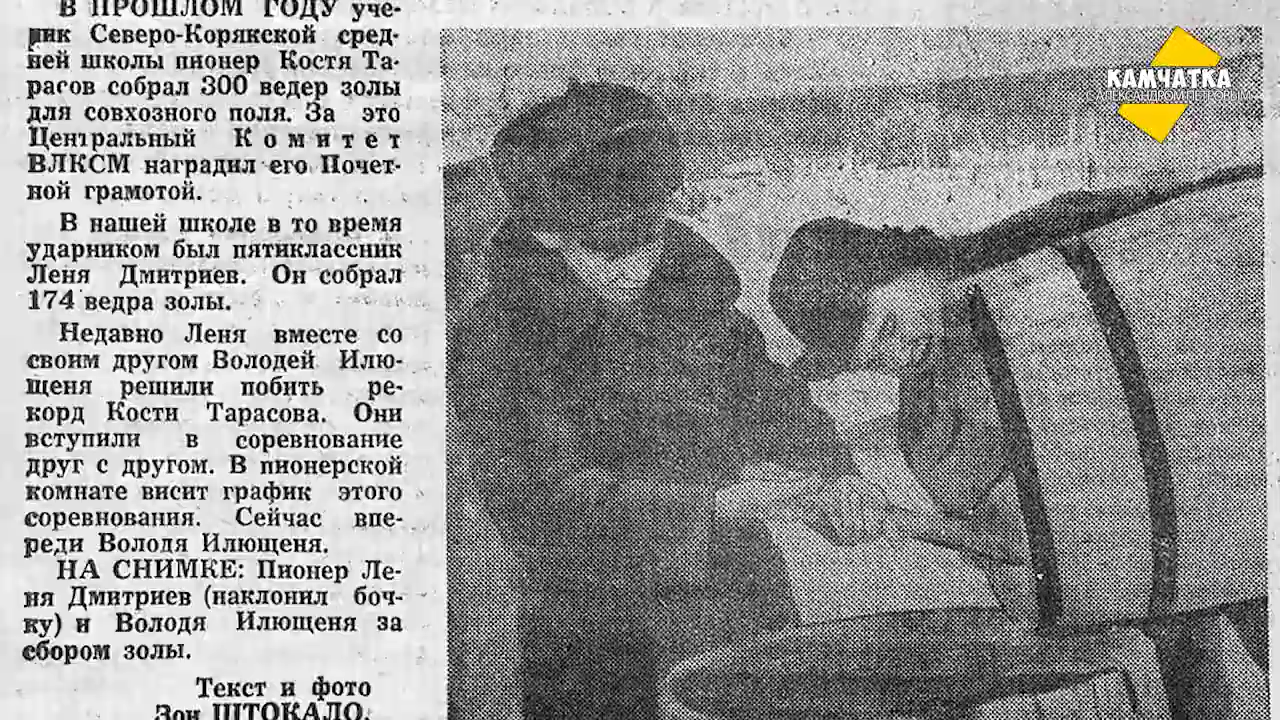 В ПРОШЛОМ ГОДУ уче-
ник Северо-Корякской сред-
ней школы пионер Костя Та-
расов собрал 300 ведер золы
для совхозного поля. За это
Центральный Комитет
ВЛКСМ наградил его Почет-
ной грамотой.
В нашей школе в то время
ударником был пятиклассник
Леня Дмитриев. Он собрал
174 ведра золы.
Недавно Леня вместе со
своим другом Володей Илю-
щеня решили побить ре-
корд Кости Тарасова. Они
вступили в соревнование
друг с другом. В пионерской
комнате висит график этого
соревнования. Сейчас впе-
реди Володя Илющеня.
НА СНИМКЕ: Пионер Ле-
ня Дмитриев (наклонил боч-
ку) и Володя Илющеня за
сбором золы.
Текст и фото
Зои ШТОКАЛО.
КАМЧАТКА